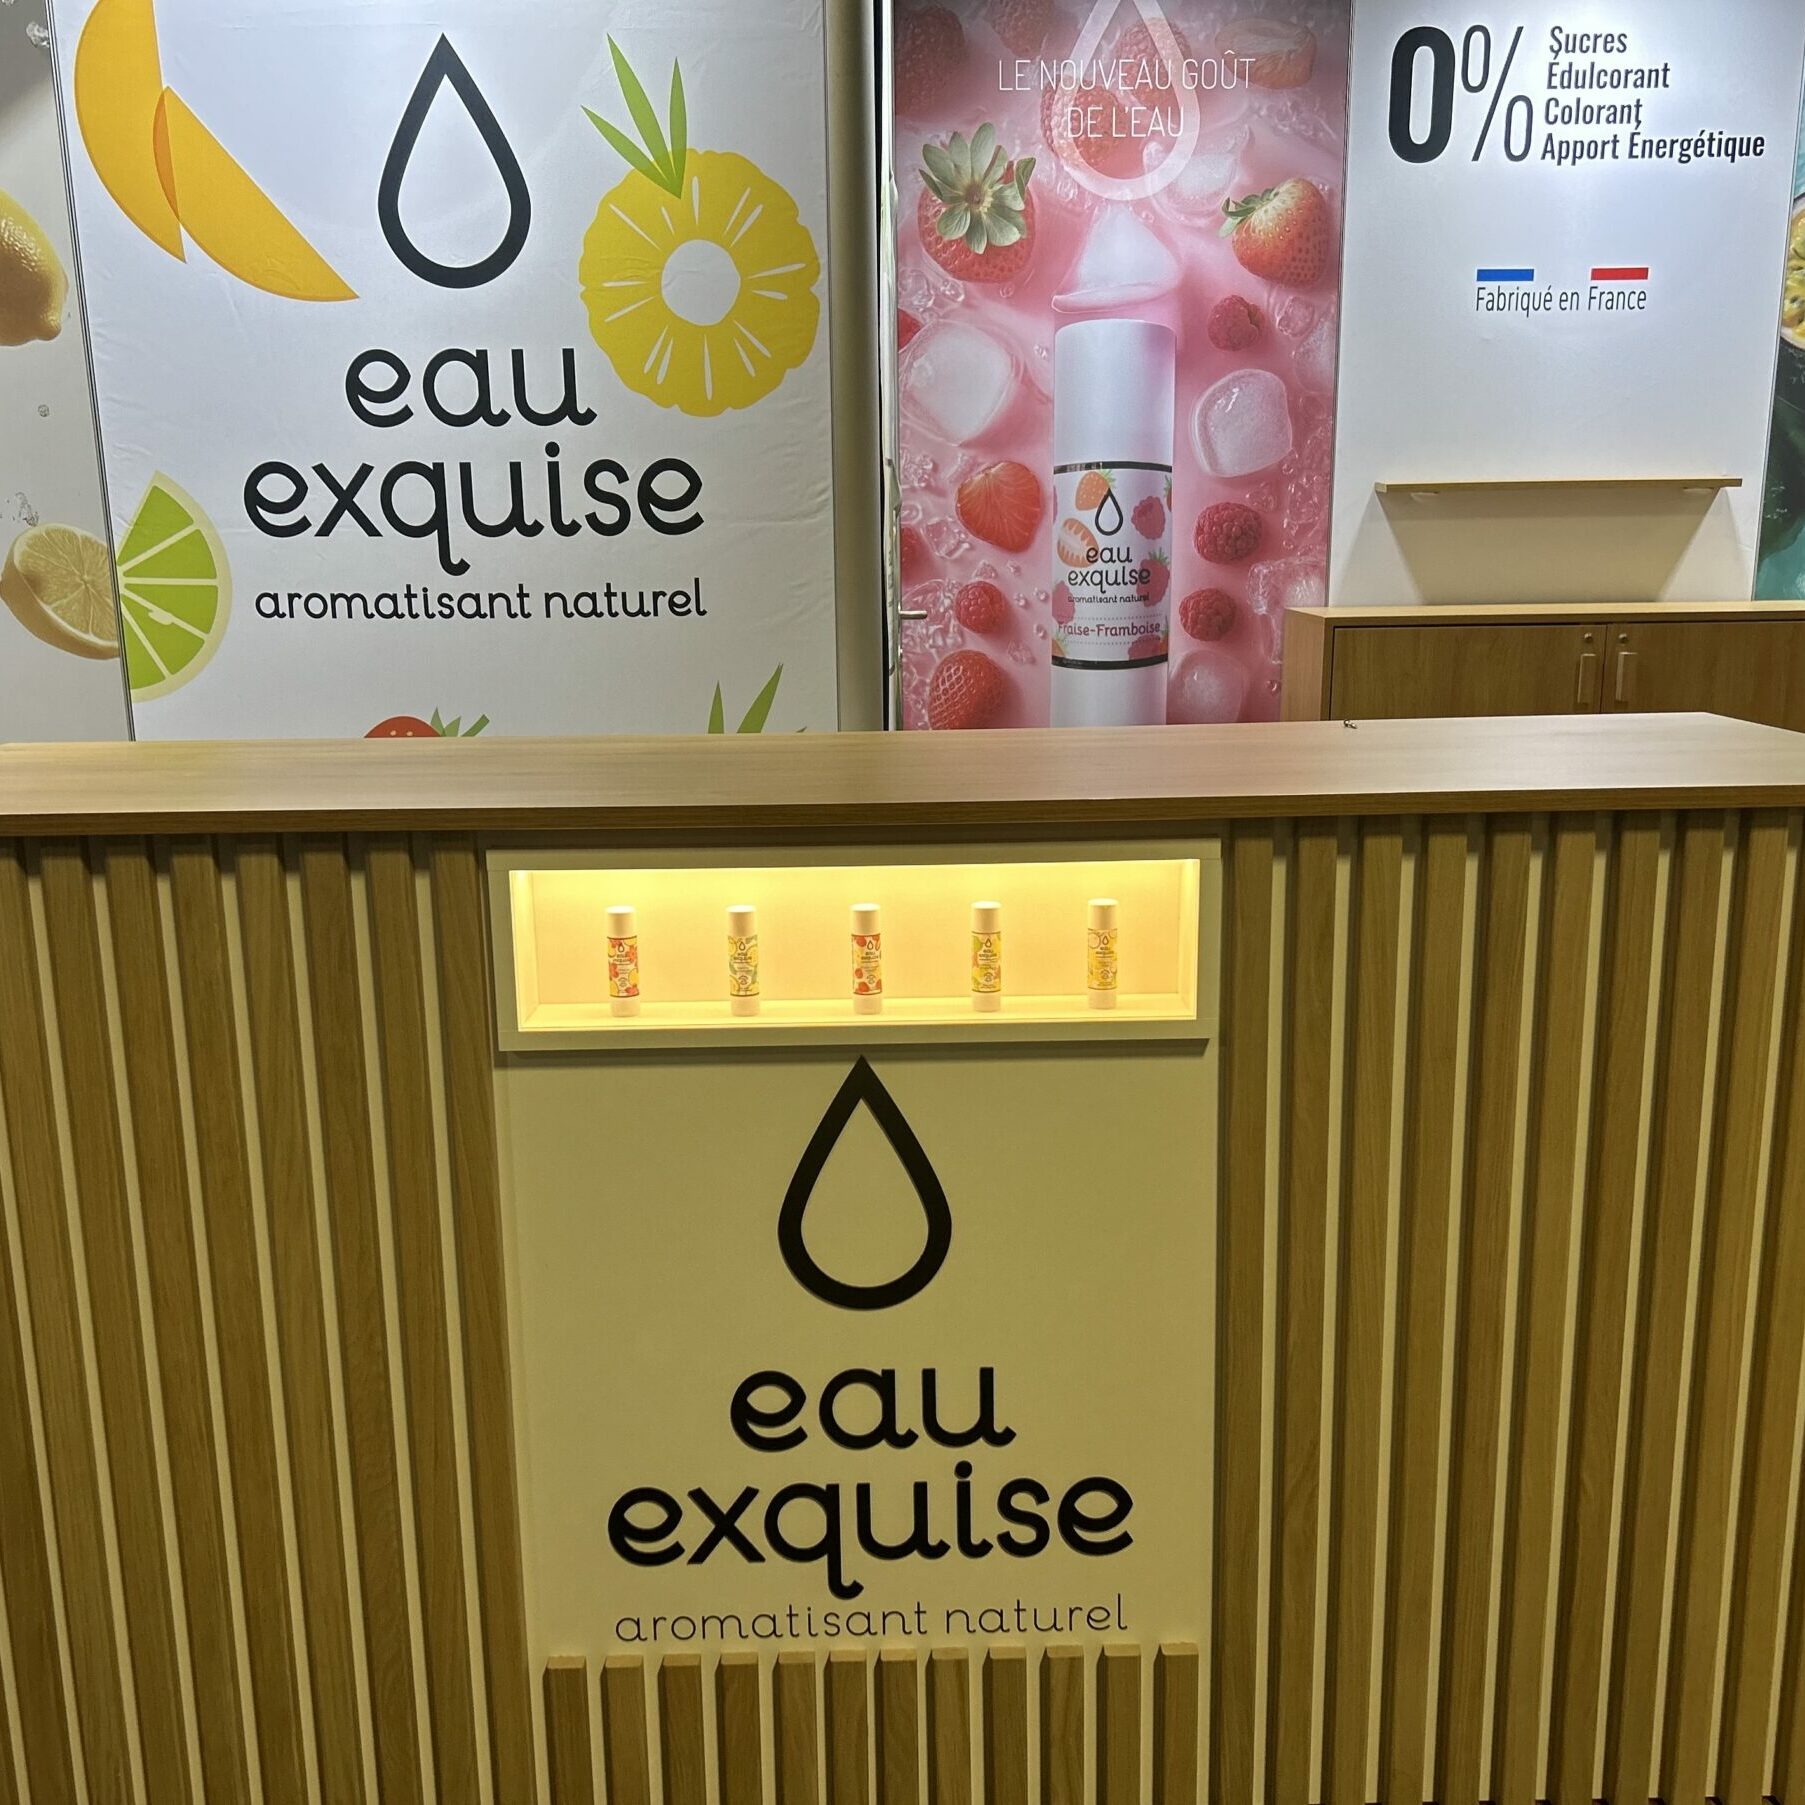 eau
exquise
aromatisant naturel
LE NOUVEAU GOÛT
DE L'EAU
eau
exquise
aromatisant naturel
Fraise-Framboise
0%
Sucres
Édulcorant
Colorant
Apport Énergétique
Fabriqué en France
eau
exquise
aromatisant naturel